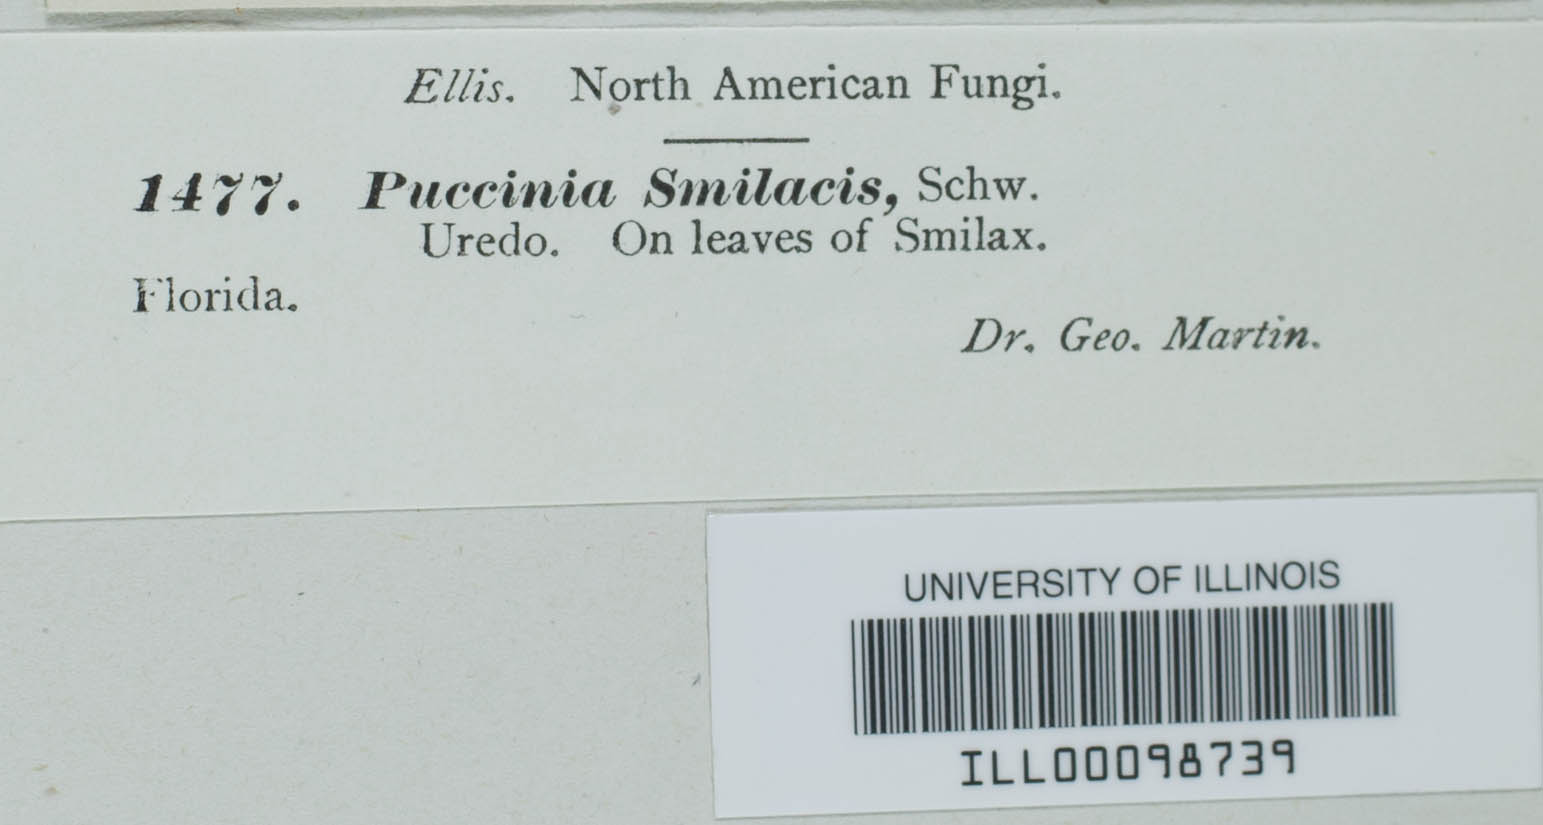 Ellis. North American Fungi.
1477. Puccinia Smilacis, Schw.
Uredo. On leaves of Smilax.
Florida.
Dr. Geo. Martin.
UNIVERSITY OF ILLINOIS
ILL00098739